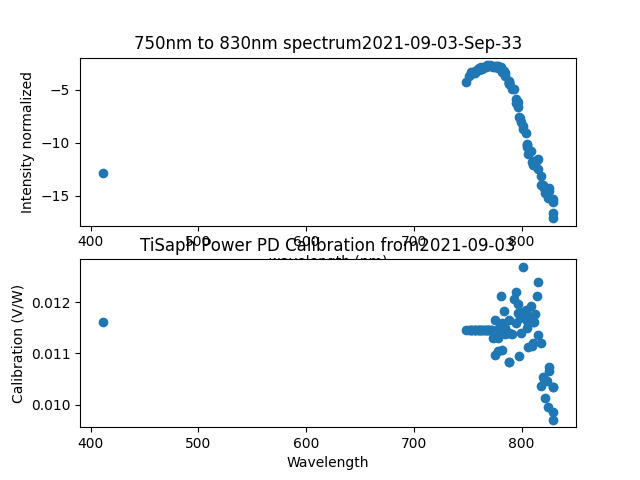 750nm to 830nm spectrum2021-09-03-Sep-33
Intensity normalized
−5
−10
−15
400
500
600
700
800
wavelength (nm)
TiSaph Power PD Calibration from2021-09-03
Calibration (V/W)
0.012
0.011
0.010
400
500
600
700
800
Wavelength